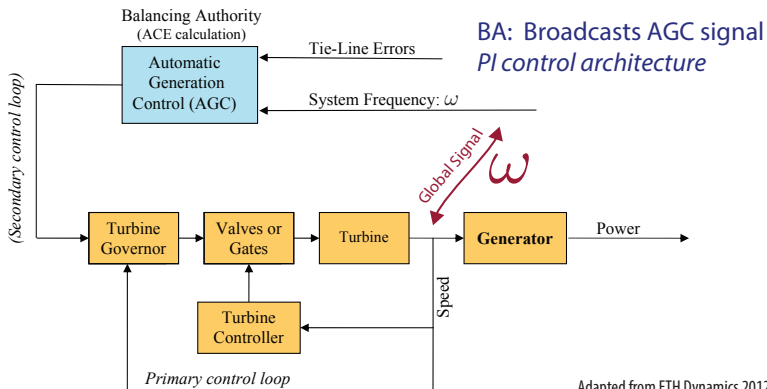 Balancing Authority
(ACE calculation)
BA: Broadcasts AGC signal
PI control architecture
Automatic
Generation
Control (AGC)
Tie-Line Errors
System Frequency: ω
(Secondary control loop)
Global Signal
ω
Turbine
Governor
Valves or
Gates
Turbine
Generator
Power
Speed
Turbine
Controller
Primary control loop